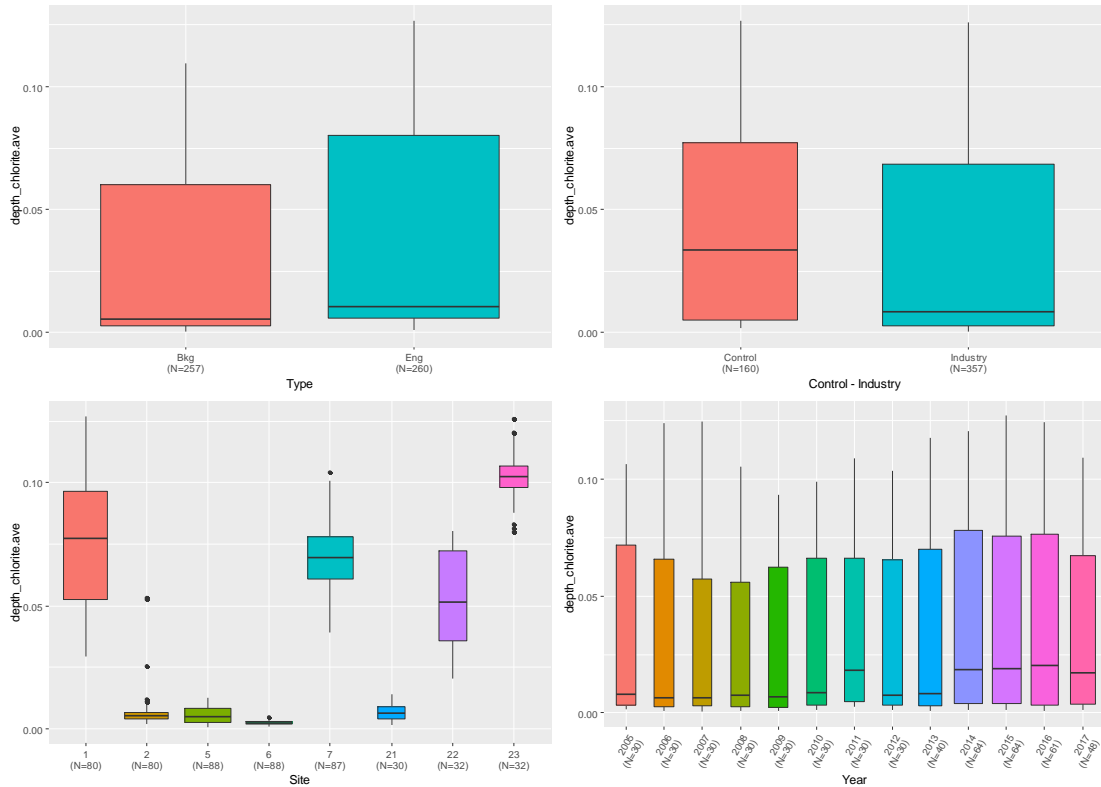 depth_chlorite.ave
0.10
0.05
0.00
Bkg
(N=257)
Eng
(N=260)
Type
depth_chlorite.ave
0.10
0.05
0.00
Control
(N=160)
Industry
(N=357)
Control - Industry
depth_chlorite.ave
0.10
0.05
0.00
1
(N=80)
2
(N=80)
5
(N=88)
6
(N=88)
7
(N=87)
21
(N=30)
22
(N=32)
23
(N=32)
Site
depth_chlorite.ave
0.10
0.05
0.00
2005
(N=30)
2006
(N=30)
2007
(N=30)
2008
(N=30)
2009
(N=30)
2010
(N=30)
2011
(N=30)
2012
(N=30)
2013
(N=40)
2014
(N=64)
2015
(N=64)
2016
(N=61)
2017
(N=48)
Year